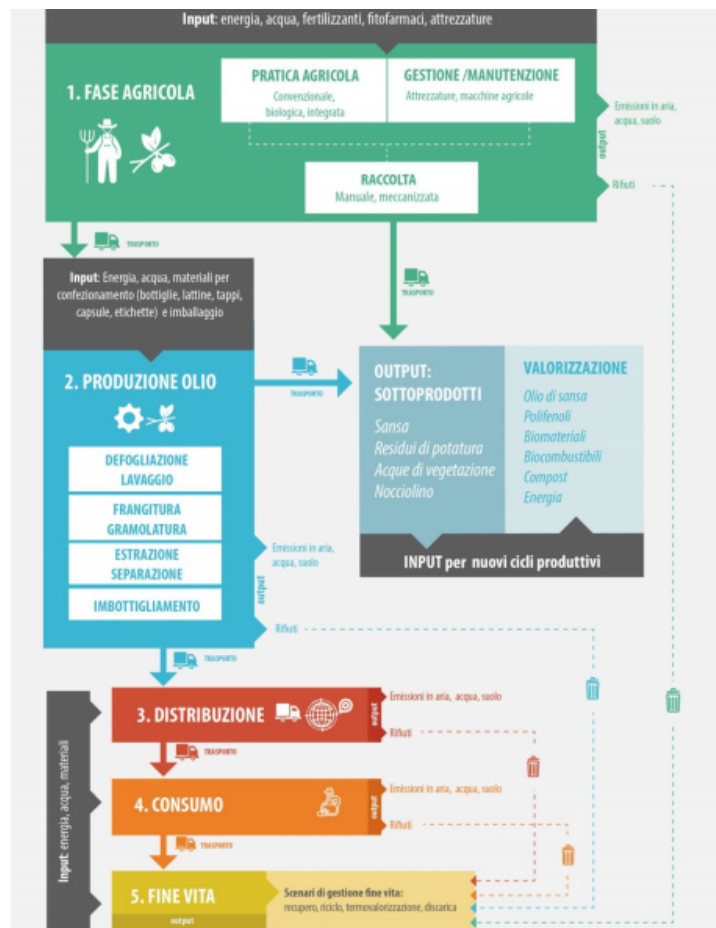 Input: energia, acqua, fertilizzanti, fitofarmaci, attrezzature
1. FASE AGRICOLA
PRATICA AGRICOLA
Convenzionale,
biologica, integrata
GESTIONE /MANUTENZIONE
Attrezzature, macchine agricole
RACCOLTA
Manuale, meccanizzata
output
Emissioni in aria,
acqua, suolo
Rifiuti
TRASPORTO
TRASPORTO
Input: Energia, acqua, materiali per
confezionamento (bottiglie, lattine, tappi,
capsule, etichette) e imballaggio
2. PRODUZIONE OLIO
DEFOGLIAZIONE
LAVAGGIO
FRANGITURA
GRAMOLATURA
ESTRAZIONE
SEPARAZIONE
IMBOTTIGLIAMENTO
output
Emissioni in aria,
acqua, suolo
Rifiuti
TRASPORTO
OUTPUT:
SOTTOPRODOTTI
Sansa
Residui di potatura
Acque di vegetazione
Nocciolino
VALORIZZAZIONE
Olio di sansa
Polifenoli
Biomateriali
Biocombustibili
Compost
Energia
INPUT per nuovi cicli produttivi
TRASPORTO
Input: energia, acqua, materiali
3. DISTRIBUZIONE
output
Emissioni in aria, acqua, suolo
Rifiuti
TRASPORTO
4. CONSUMO
output
Emissioni in aria, acqua, suolo
Rifiuti
TRASPORTO
5. FINE VITA
output
Scenari di gestione fine vita:
recupero, riciclo, termovalorizzazione, discarica